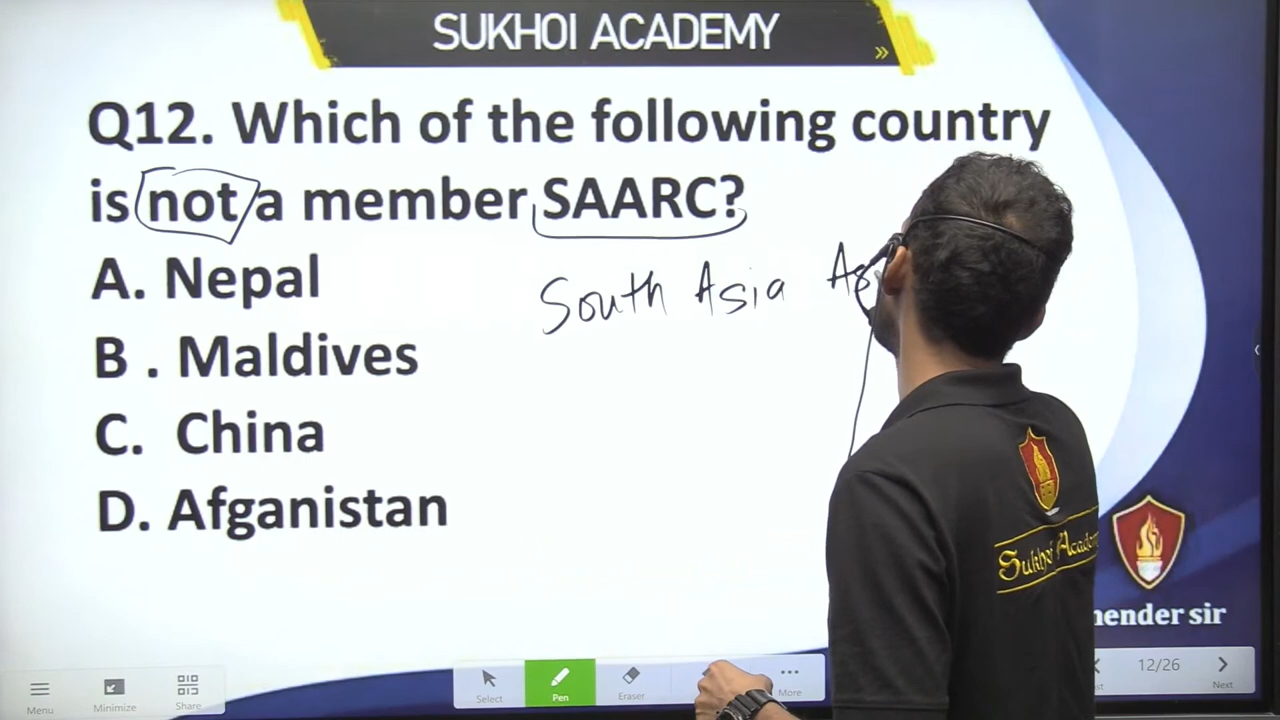 SUKHOI ACADEMY
Q12. Which of the following country
is not a member SAARC?
A. Nepal
South Asia
B . Maldives
C. China
D. Afganistan
Sukhoi Academy
hender sir
Menu
Minimize
Share
Select
Pen
Eraser
More
12/26
Next